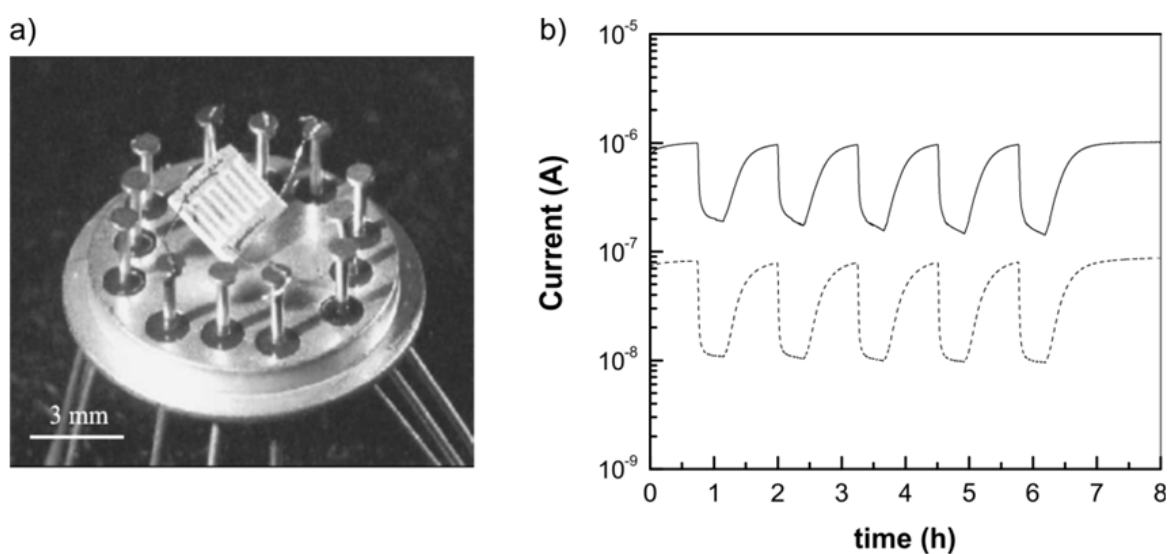 a)
3 mm
b)
10⁻⁵
10⁻⁶
10⁻⁷
10⁻⁸
10⁻⁹
Current (A)
0 1 2 3 4 5 6 7 8
time (h)